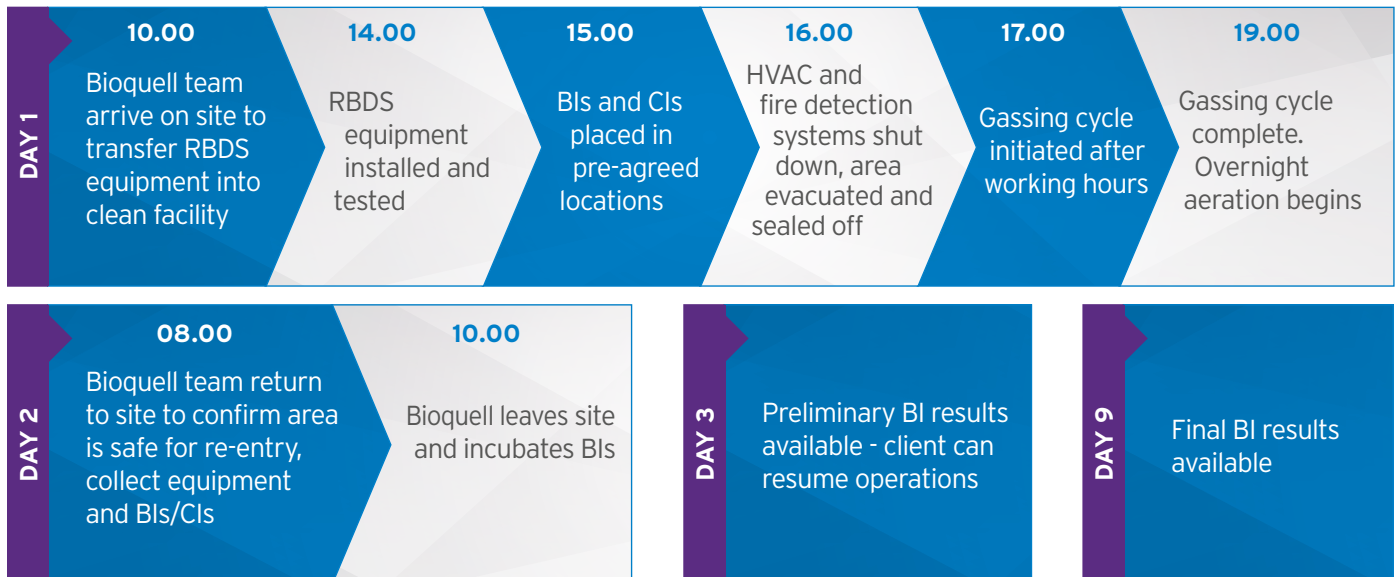 DAY 1
10.00
Bioquell team
arrive on site to
transfer RBDS
equipment into
clean facility
14.00
RBDS
equipment
installed and
tested
15.00
BIs and CIs
placed in
pre-agreed
locations
16.00
HVAC and
fire detection
systems shut
down, area
evacuated and
sealed off
17.00
Gassing cycle
initiated after
working hours
19.00
Gassing cycle
complete.
Overnight
aeration begins
DAY 2
08.00
Bioquell team return
to site to confirm area
is safe for re-entry,
collect equipment
and BIs/CIs
10.00
Bioquell leaves site
and incubates BIs
DAY 3
Preliminary BI results
available - client can
resume operations
DAY 9
Final BI results
available